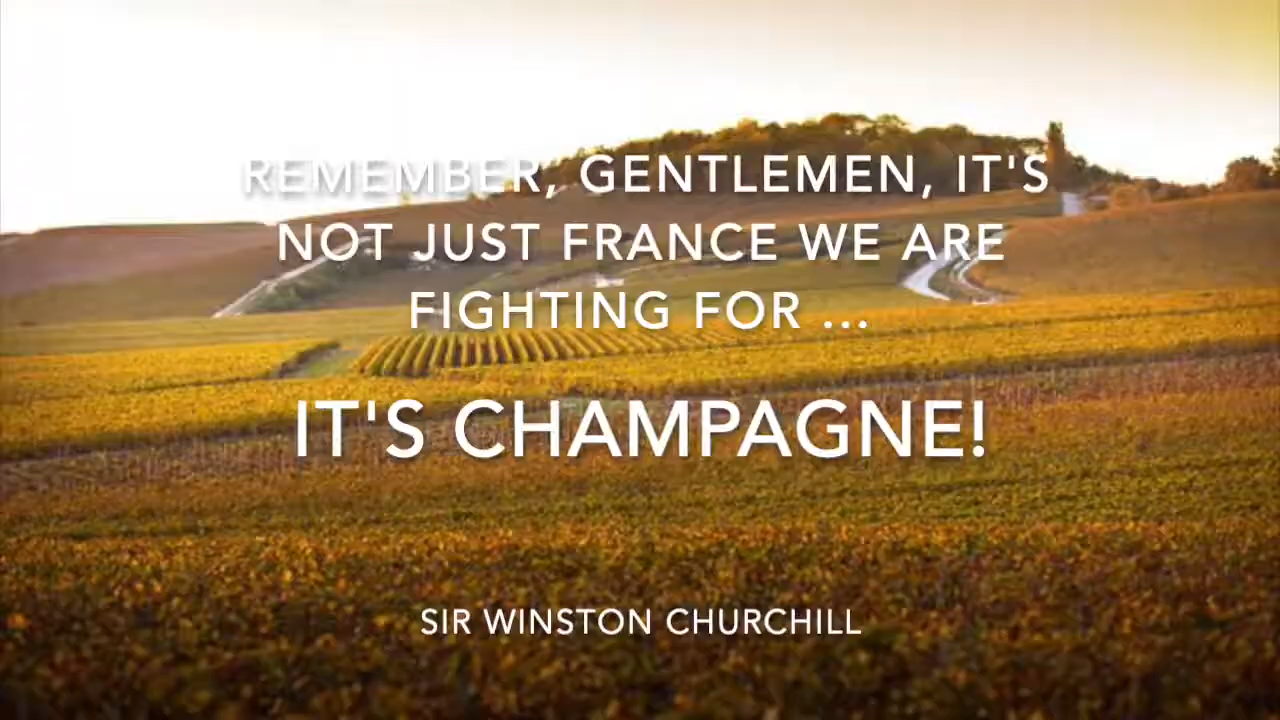 REMEMBER, GENTLEMEN, IT'S
NOT JUST FRANCE WE ARE
FIGHTING FOR ...
IT'S CHAMPAGNE!
SIR WINSTON CHURCHILL